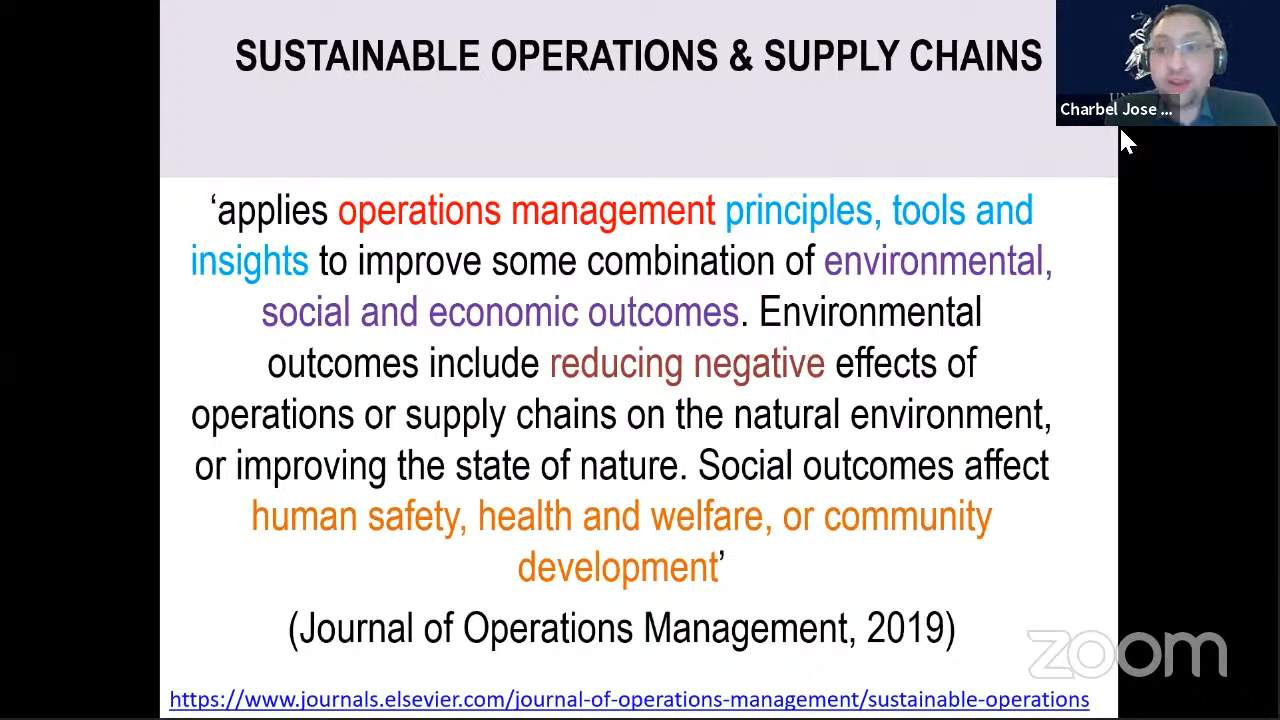 SUSTAINABLE OPERATIONS & SUPPLY CHAINS
Charbel Jose ...
‘applies operations management principles, tools and
insights to improve some combination of environmental,
social and economic outcomes. Environmental
outcomes include reducing negative effects of
operations or supply chains on the natural environment,
or improving the state of nature. Social outcomes affect
human safety, health and welfare, or community
development’
(Journal of Operations Management, 2019)
zoom
https://www.journals.elsevier.com/journal-of-operations-management/sustainable-operations